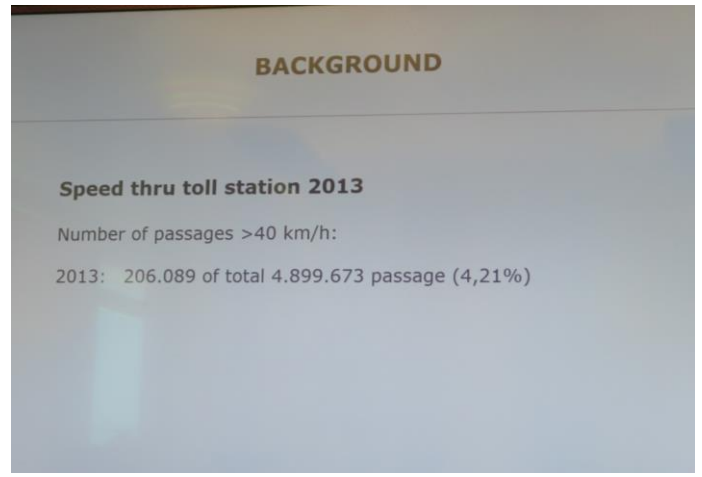 BACKGROUND
Speed thru toll station 2013
Number of passages >40 km/h:
2013: 206.089 of total 4.899.673 passage (4,21%)